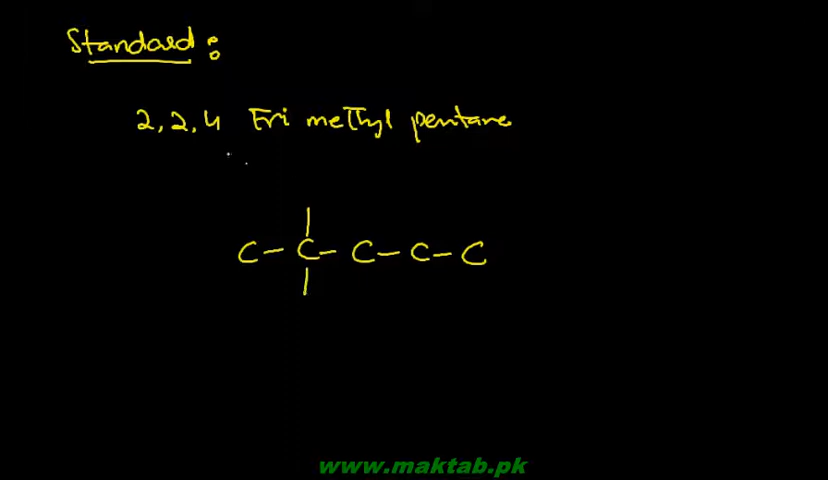 Standard :
2,2,4 Tri methyl pentane
C - C - C - C - C
www.maktab.pk